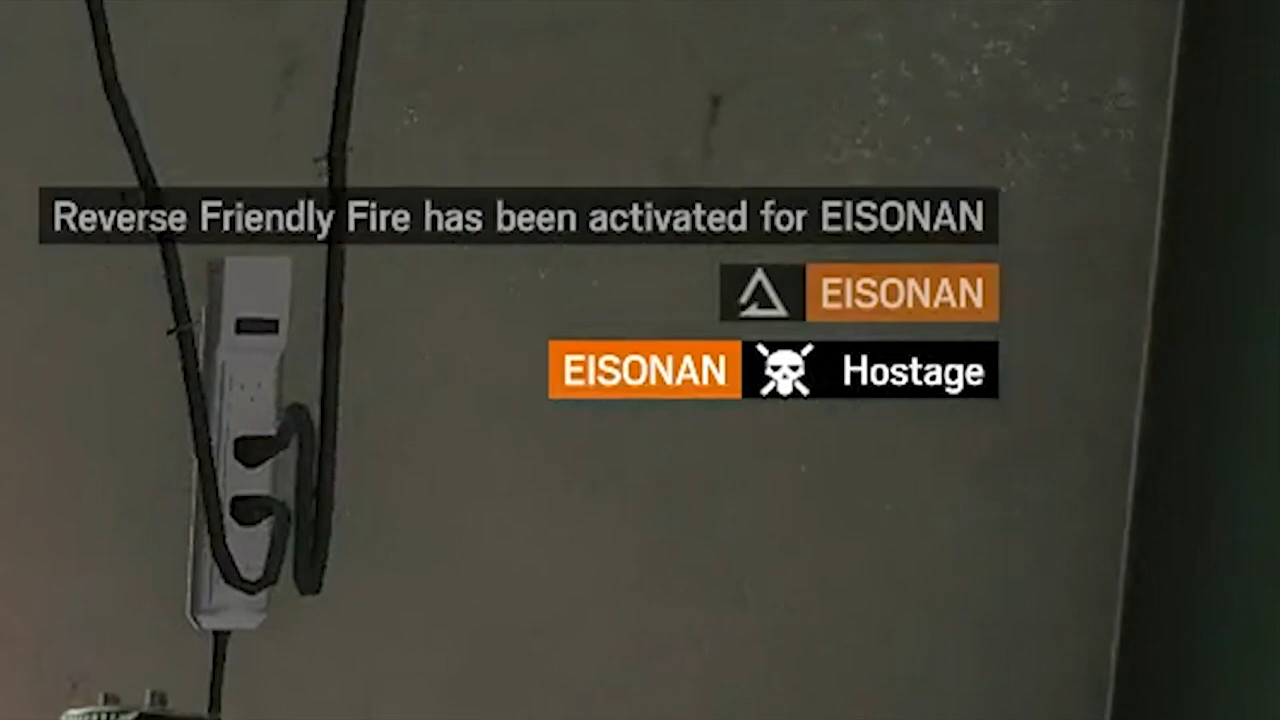 Reverse Friendly Fire has been activated for EISONAN
EISONAN
EISONAN Hostage